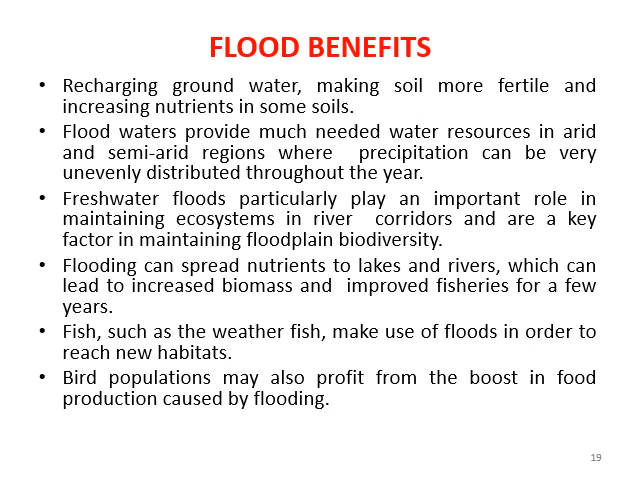 FLOOD BENEFITS
• Recharging ground water, making soil more fertile and
increasing nutrients in some soils.
• Flood waters provide much needed water resources in arid
and semi-arid regions where precipitation can be very
unevenly distributed throughout the year.
• Freshwater floods particularly play an important role in
maintaining ecosystems in river corridors and are a key
factor in maintaining floodplain biodiversity.
• Flooding can spread nutrients to lakes and rivers, which can
lead to increased biomass and improved fisheries for a few
years.
• Fish, such as the weather fish, make use of floods in order to
reach new habitats.
• Bird populations may also profit from the boost in food
production caused by flooding.
19